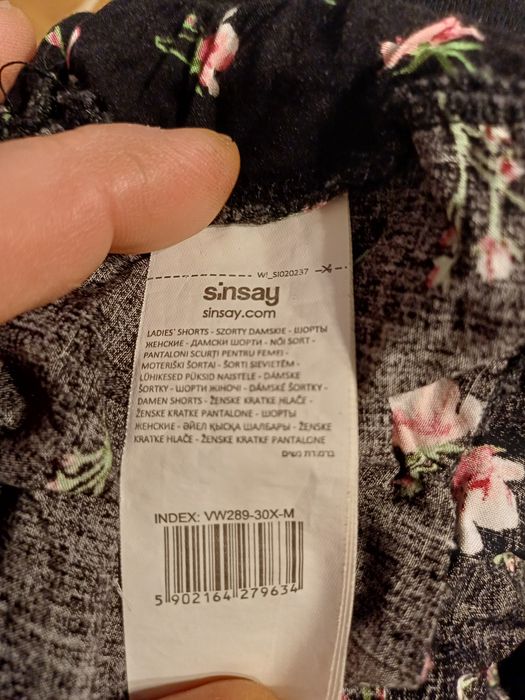 W!_SI020237
sinsay
sinsay.com
LADIES' SHORTS - SZORTY DAMSKIE - ШОРТЫ
ЖЕНСКИЕ - ДАМСКИ ШОРТИ - NŐI SORT -
PANTALONI SCURȚI PENTRU FEMEI -
MOTERIŠKI ŠORTAI - ŠORTI SIEVIETĒM -
LÜHIKESED PÜKSID NAISTELE - DÁMSKE
ŠORTKY - ШОРТИ ЖІНОЧІ - DÁMSKÉ ŠORTKY -
DAMEN SHORTS - ŽENSKE KRATKE HLAČE -
ŽENSKE KRATKE PANTALONE - ШОРТЫ
ЖЕНСКИЕ - ӘЙЕЛ ҚЫСҚА ШАЛБАРЫ - ŽENSKE
KRATKE HLAČE - ŽENSKE KRATKE PANTALONE
נשים
INDEX: VW289-30X-M
5 902164 279634